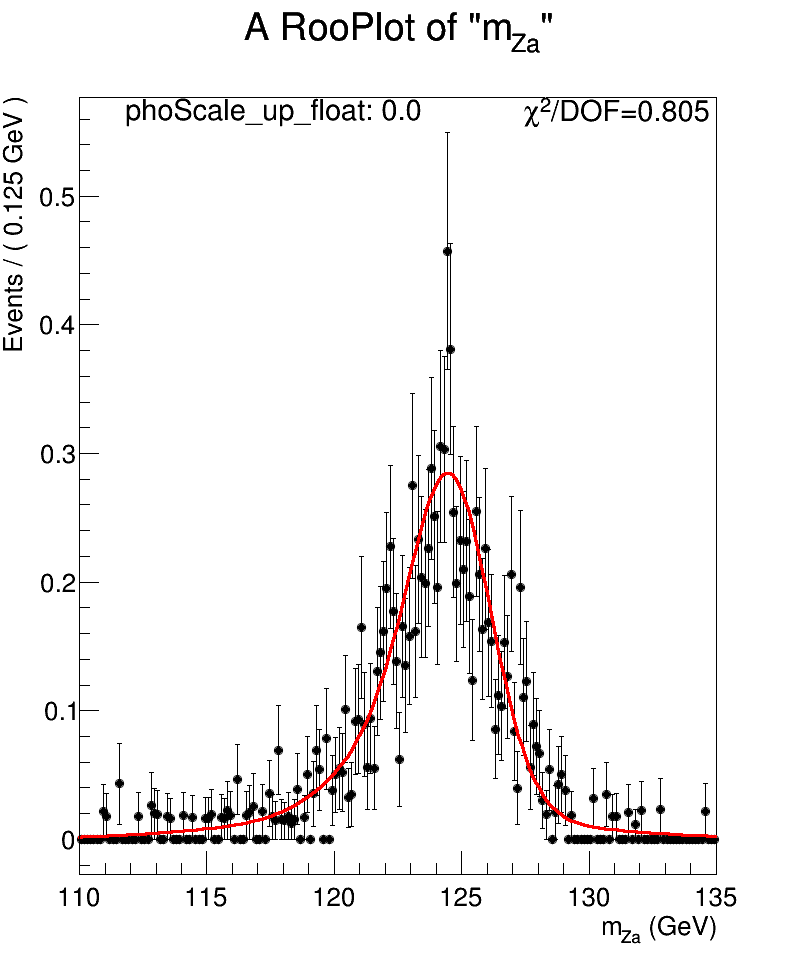 A RooPlot of "m_Za"
phoScale_up_float: 0.0
χ²/DOF=0.805
Events / ( 0.125 GeV )
0.5
0.4
0.3
0.2
0.1
0
110 115 120 125 130 135
m_Za (GeV)